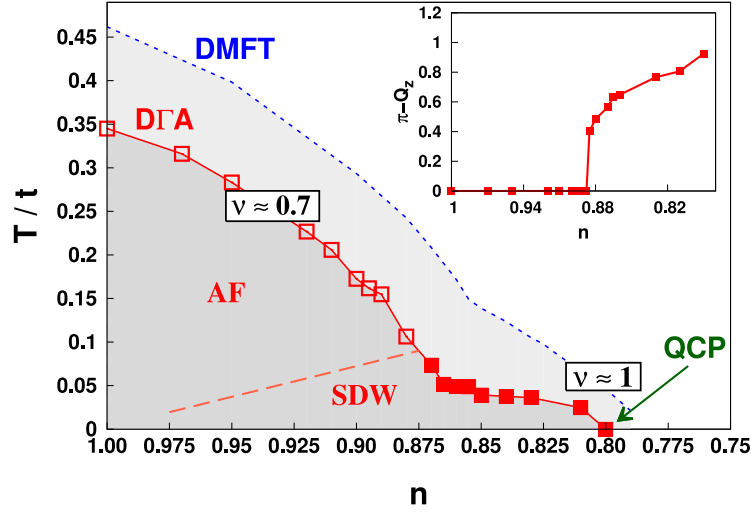 T / t
0.45
0.4
0.35
0.3
0.25
0.2
0.15
0.1
0.05
0
DMFT
DΓA
ν ≈ 0.7
AF
SDW
ν ≈ 1
QCP
1.00 0.975 0.95 0.925 0.90 0.875 0.85 0.825 0.80 0.775 0.75
n
π−Q_z
1.2
1
0.8
0.6
0.4
0.2
0
1 0.94 0.88 0.82
n